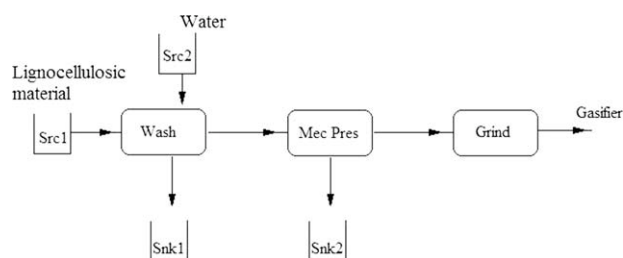 Water
Src2
Lignocellulosic
material
Src1
Wash
Mec Pres
Grind
Gasifier
Snk1
Snk2